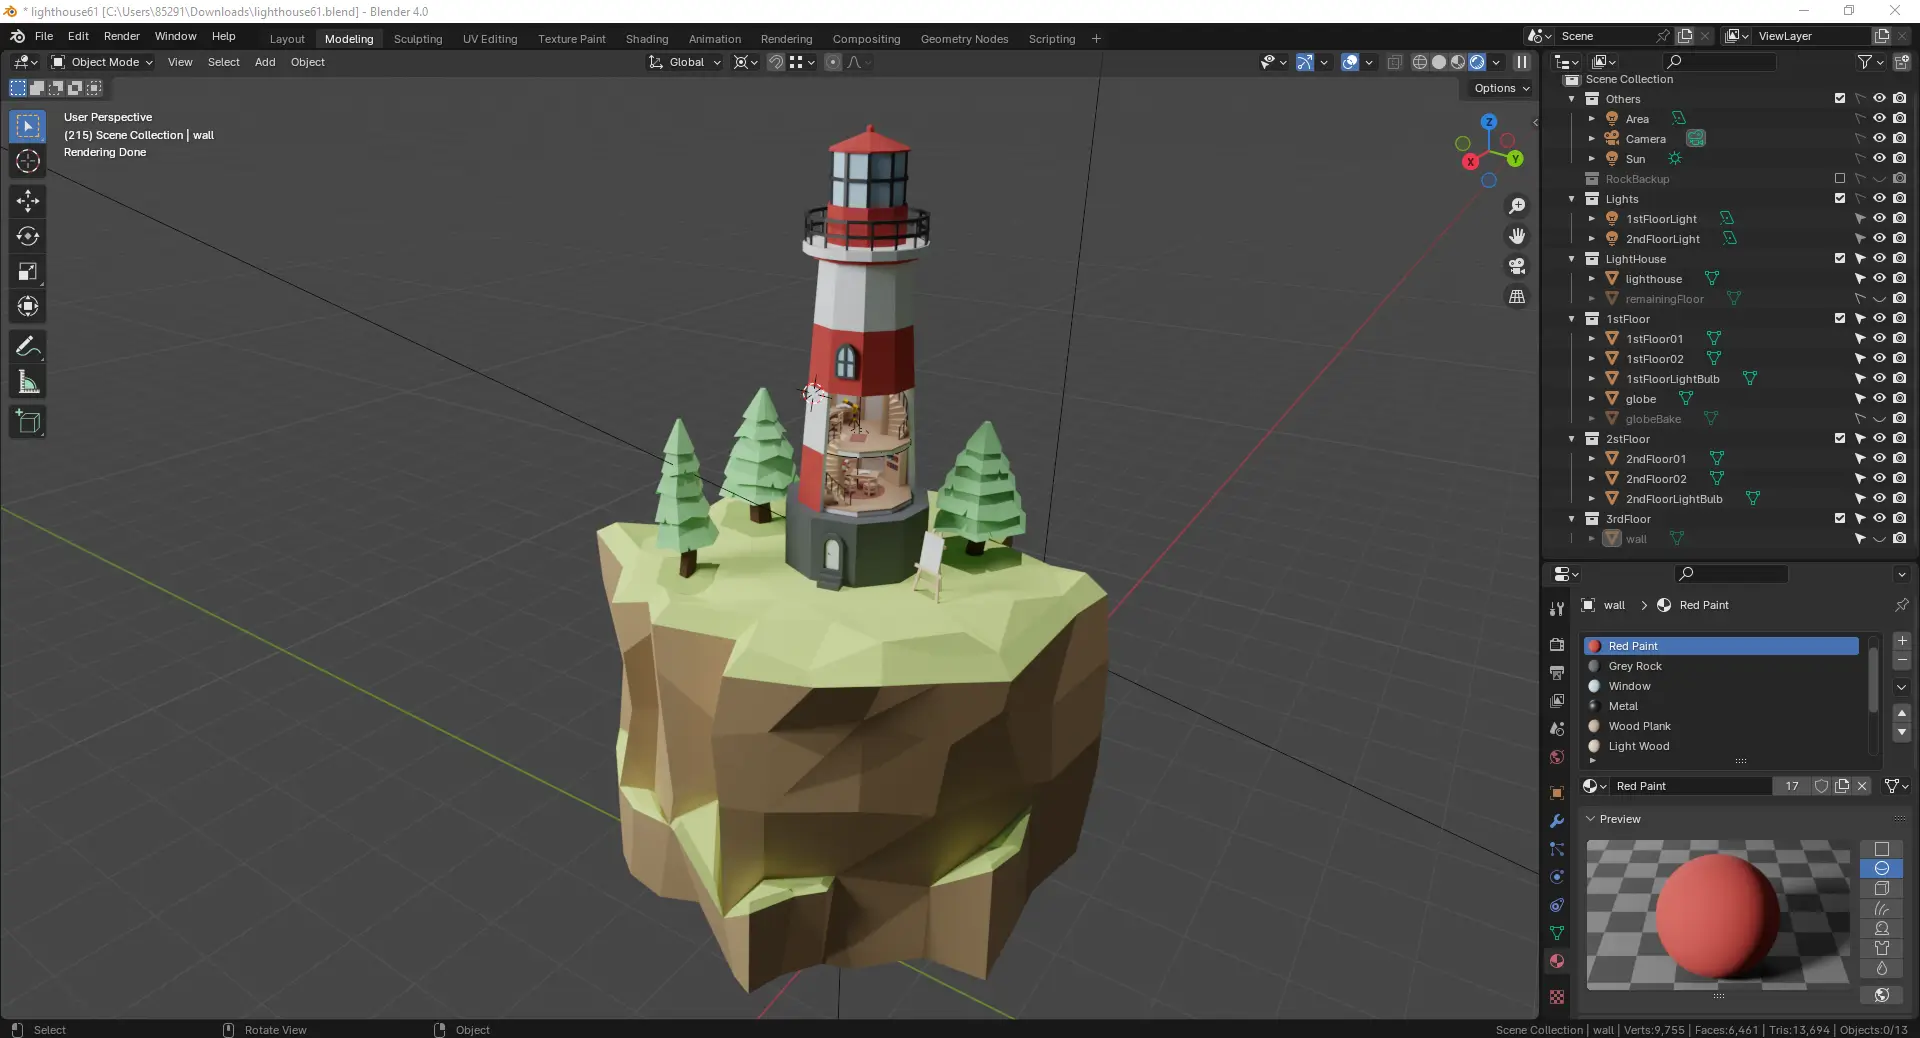 * lighthouse61 [C:\Users\85291\Downloads\lighthouse61.blend] - Blender 4.0
File Edit Render Window Help Layout Modeling Sculpting UV Editing Texture Paint Shading Animation Rendering Compositing Geometry Nodes Scripting + Scene ViewLayer
Object Mode View Select Add Object Global
Options
User Perspective
(215) Scene Collection | wall
Rendering Done
Z
X
Y
Scene Collection
Others
Area
Camera
Sun
RockBackup
Lights
1stFloorLight
2ndFloorLight
LightHouse
lighthouse
remainingFloor
1stFloor
1stFloor01
1stFloor02
1stFloorLightBulb
globe
globeBake
2stFloor
2ndFloor01
2ndFloor02
2ndFloorLightBulb
3rdFloor
wall
wall > Red Paint
Red Paint
Grey Rock
Window
Metal
Wood Plank
Light Wood
Red Paint 17
Preview
Select Rotate View Object
Scene Collection | wall | Verts:9,755 | Faces:6,461 | Tris:13,694 | Objects:0/13